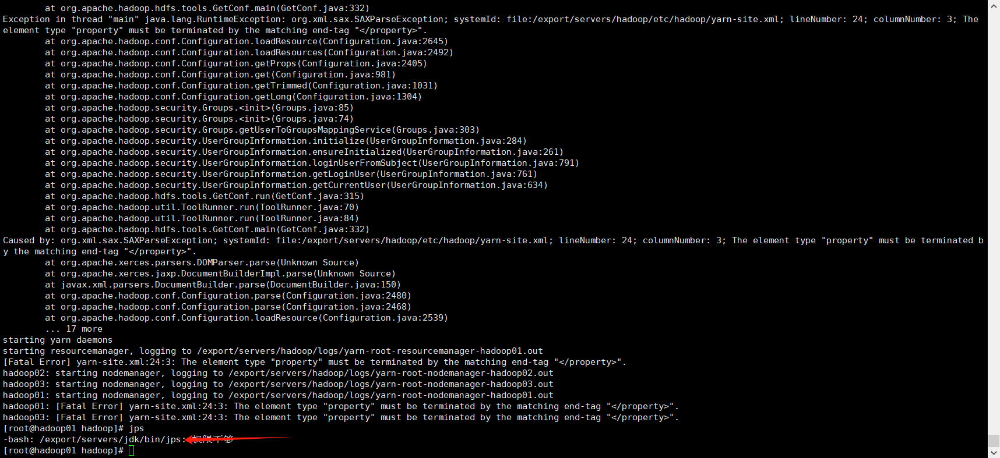 at org.apache.hadoop.hdfs.tools.GetConf.main(GetConf.java:332)
Exception in thread "main" java.lang.RuntimeException: org.xml.sax.SAXParseException; systemId: file:/export/servers/hadoop/etc/hadoop/yarn-site.xml; lineNumber: 24; columnNumber: 3; The
element type "property" must be terminated by the matching end-tag "</property>".
at org.apache.hadoop.conf.Configuration.loadResource(Configuration.java:2645)
at org.apache.hadoop.conf.Configuration.loadResources(Configuration.java:2492)
at org.apache.hadoop.conf.Configuration.getProps(Configuration.java:2405)
at org.apache.hadoop.conf.Configuration.get(Configuration.java:981)
at org.apache.hadoop.conf.Configuration.getTrimmed(Configuration.java:1031)
at org.apache.hadoop.conf.Configuration.getLong(Configuration.java:1304)
at org.apache.hadoop.security.Groups.<init>(Groups.java:85)
at org.apache.hadoop.security.Groups.<init>(Groups.java:74)
at org.apache.hadoop.security.Groups.getUserToGroupsMappingService(Groups.java:303)
at org.apache.hadoop.security.UserGroupInformation.initialize(UserGroupInformation.java:284)
at org.apache.hadoop.security.UserGroupInformation.ensureInitialized(UserGroupInformation.java:261)
at org.apache.hadoop.security.UserGroupInformation.loginUserFromSubject(UserGroupInformation.java:791)
at org.apache.hadoop.security.UserGroupInformation.getLoginUser(UserGroupInformation.java:761)
at org.apache.hadoop.security.UserGroupInformation.getCurrentUser(UserGroupInformation.java:634)
at org.apache.hadoop.hdfs.tools.GetConf.run(GetConf.java:315)
at org.apache.hadoop.util.ToolRunner.run(ToolRunner.java:70)
at org.apache.hadoop.util.ToolRunner.run(ToolRunner.java:84)
at org.apache.hadoop.hdfs.tools.GetConf.main(GetConf.java:332)
Caused by: org.xml.sax.SAXParseException; systemId: file:/export/servers/hadoop/etc/hadoop/yarn-site.xml; lineNumber: 24; columnNumber: 3; The element type "property" must be terminated b
y the matching end-tag "</property>".
at org.apache.xerces.parsers.DOMParser.parse(Unknown Source)
at org.apache.xerces.jaxp.DocumentBuilderImpl.parse(Unknown Source)
at javax.xml.parsers.DocumentBuilder.parse(DocumentBuilder.java:150)
at org.apache.hadoop.conf.Configuration.parse(Configuration.java:2480)
at org.apache.hadoop.conf.Configuration.parse(Configuration.java:2468)
at org.apache.hadoop.conf.Configuration.loadResource(Configuration.java:2539)
... 17 more
starting yarn daemons
starting resourcemanager, logging to /export/servers/hadoop/logs/yarn-root-resourcemanager-hadoop01.out
[Fatal Error] yarn-site.xml:24:3: The element type "property" must be terminated by the matching end-tag "</property>".
hadoop02: starting nodemanager, logging to /export/servers/hadoop/logs/yarn-root-nodemanager-hadoop02.out
hadoop03: starting nodemanager, logging to /export/servers/hadoop/logs/yarn-root-nodemanager-hadoop03.out
hadoop01: starting nodemanager, logging to /export/servers/hadoop/logs/yarn-root-nodemanager-hadoop01.out
hadoop01: [Fatal Error] yarn-site.xml:24:3: The element type "property" must be terminated by the matching end-tag "</property>".
hadoop03: [Fatal Error] yarn-site.xml:24:3: The element type "property" must be terminated by the matching end-tag "</property>".
[root@hadoop01 hadoop]# jps
-bash: /export/servers/jdk/bin/jps: 权限不够
[root@hadoop01 hadoop]#